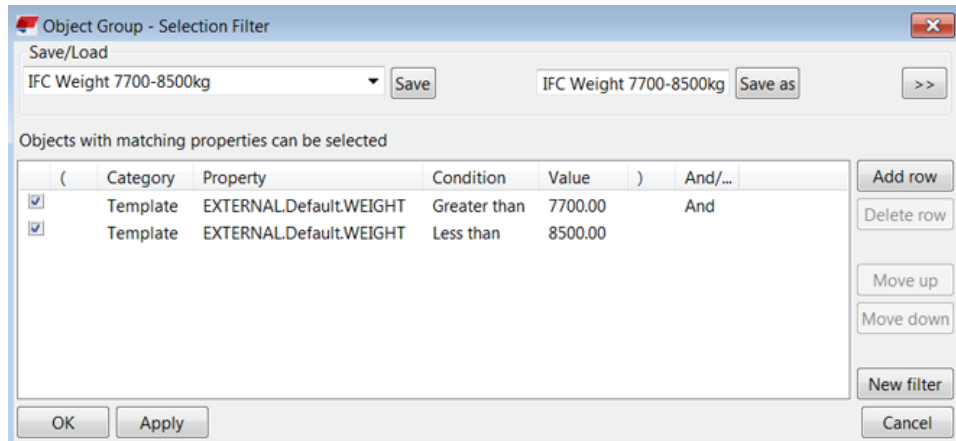 Object Group - Selection Filter
Save/Load
IFC Weight 7700-8500kg Save IFC Weight 7700-8500kg Save as >>
Objects with matching properties can be selected
( Category Property Condition Value ) And/... Add row
Template EXTERNAL.Default.WEIGHT Greater than 7700.00 And
Delete row
Template EXTERNAL.Default.WEIGHT Less than 8500.00
Move up
Move down
New filter
OK Apply Cancel